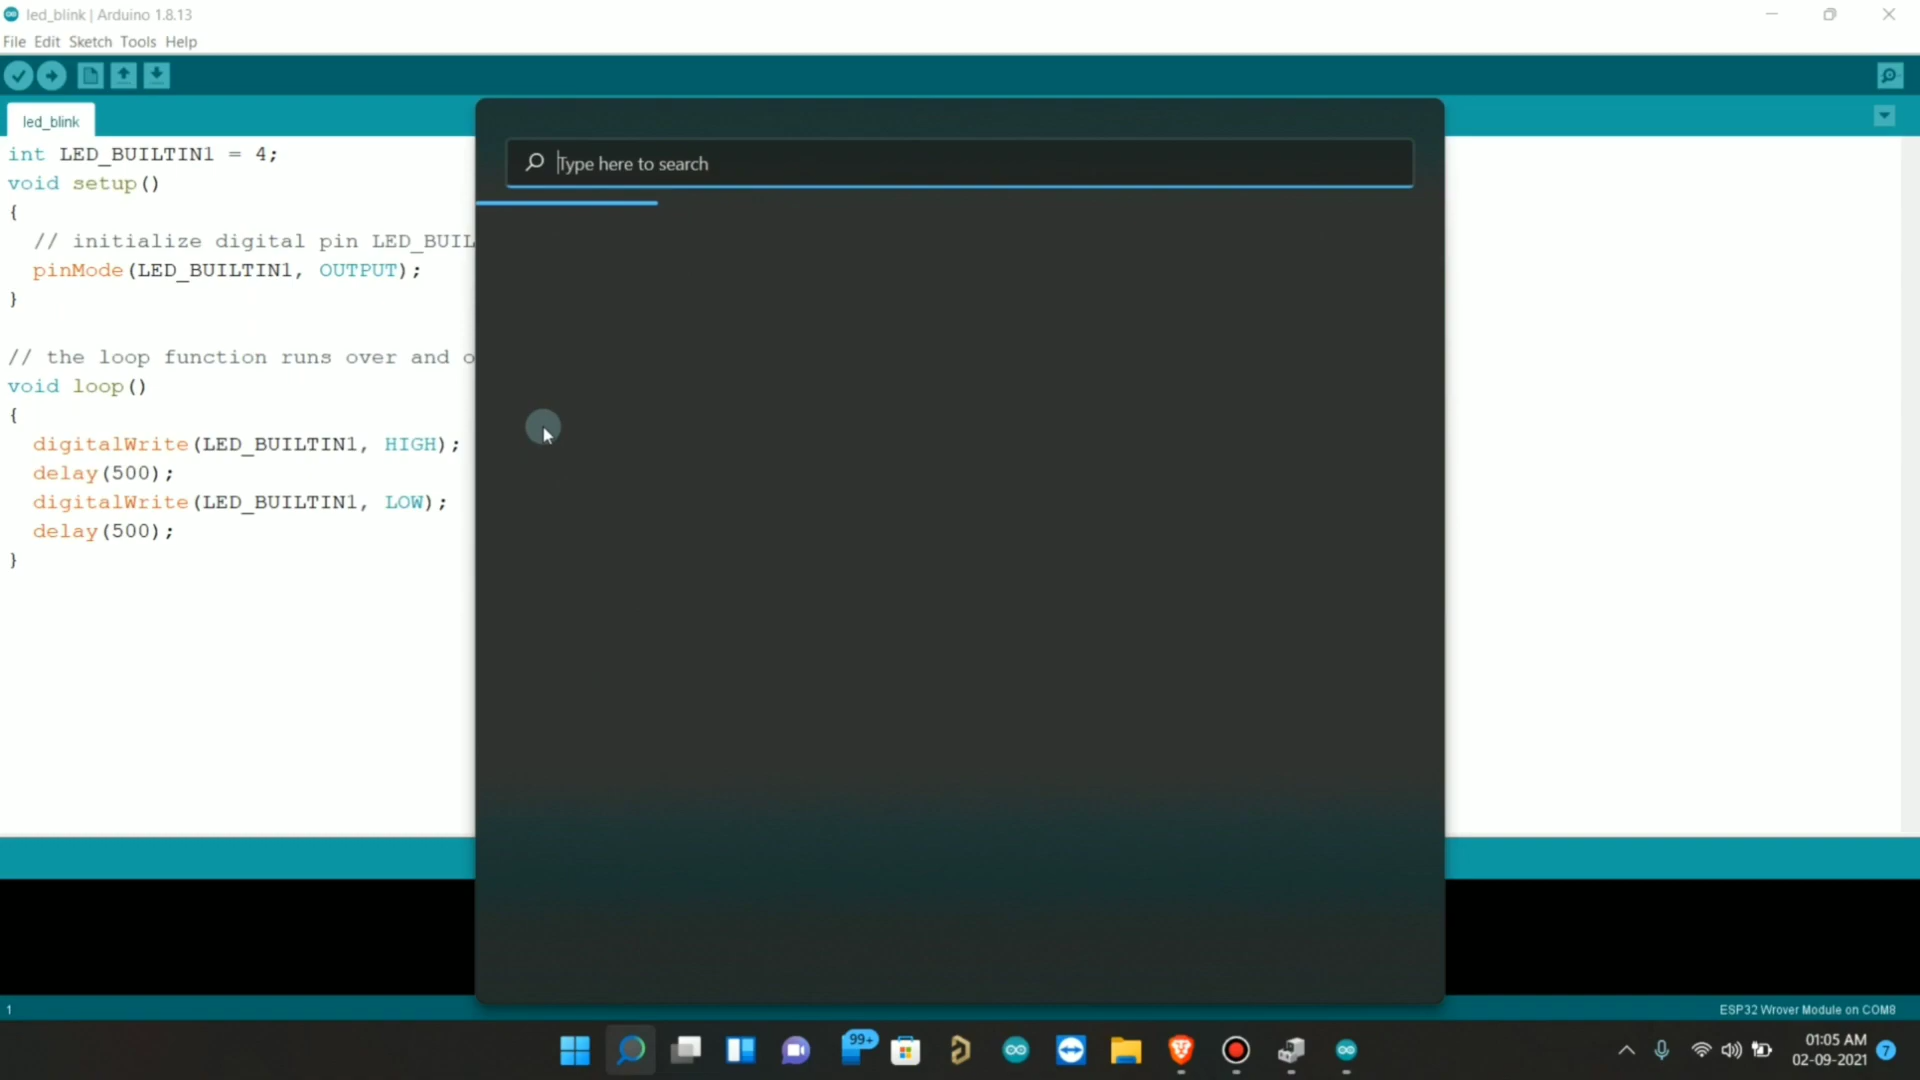 led_blink | Arduino 1.8.13
File Edit Sketch Tools Help
led_blink
int LED_BUILTIN1 = 4;
void setup()
{
// initialize digital pin LED_BUIL
pinMode(LED_BUILTIN1, OUTPUT);
}
// the loop function runs over and o
void loop()
{
digitalWrite(LED_BUILTIN1, HIGH);
delay(500);
digitalWrite(LED_BUILTIN1, LOW);
delay(500);
}
Type here to search
1
ESP32 Wrover Module on COM8
99+
01:05 AM
02-09-2021
7